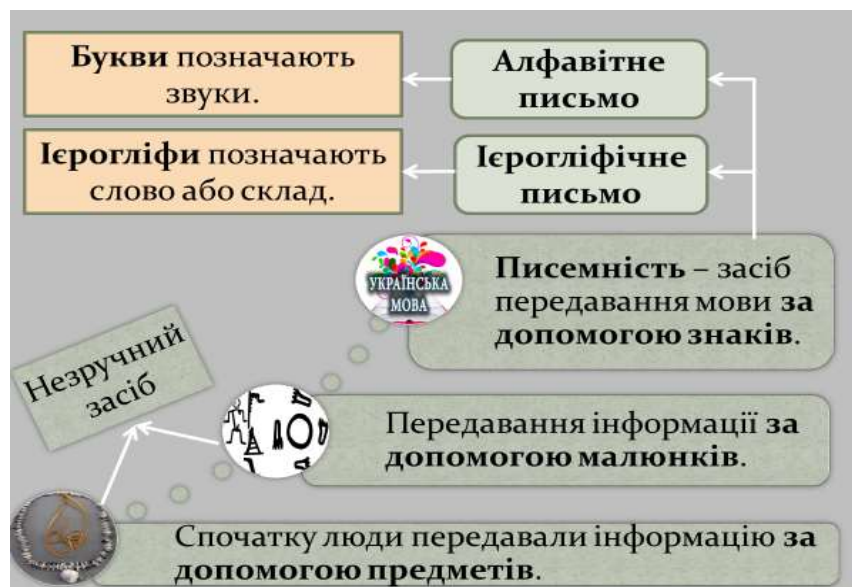 Букви позначають
звуки.
Алфавітне
письмо
Ієрогліфи позначають
слово або склад.
Ієрогліфічне
письмо
УКРАЇНСЬКА
МОВА
Писемність – засіб
передавання мови за
допомогою знаків.
Незручний
засіб
Передавання інформації за
допомогою малюнків.
Спочатку люди передавали інформацію за
допомогою предметів.